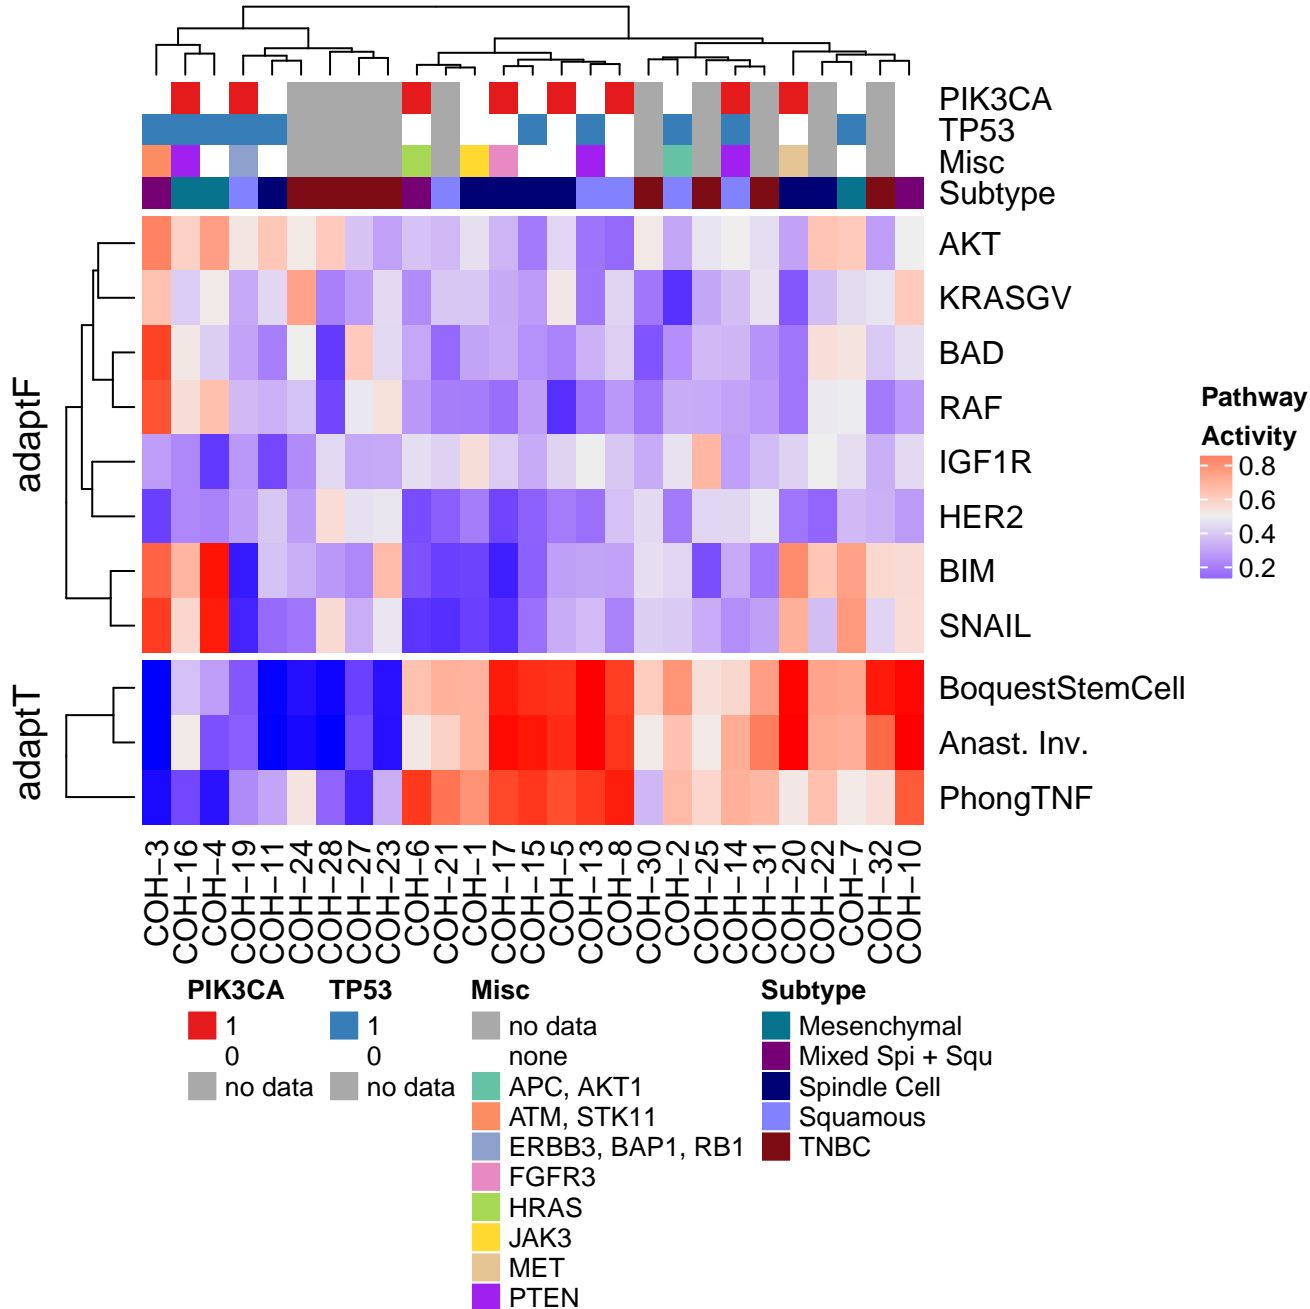 PIK3CA
TP53
Misc
Subtype
adaptF
AKT
KRASGV
BAD
RAF
IGF1R
HER2
BIM
SNAIL
adaptT
BoquestStemCell
Anast. Inv.
PhongTNF
Pathway
Activity
0.8
0.6
0.4
0.2
COH−3
COH−16
COH−4
COH−19
COH−11
COH−24
COH−28
COH−27
COH−23
COH−6
COH−21
COH−1
COH−17
COH−15
COH−5
COH−13
COH−8
COH−30
COH−2
COH−25
COH−14
COH−31
COH−20
COH−22
COH−7
COH−32
COH−10
PIK3CA
1
0
no data
TP53
1
0
no data
Misc
no data
none
APC, AKT1
ATM, STK11
ERBB3, BAP1, RB1
FGFR3
HRAS
JAK3
MET
PTEN
Subtype
Mesenchymal
Mixed Spi + Squ
Spindle Cell
Squamous
TNBC